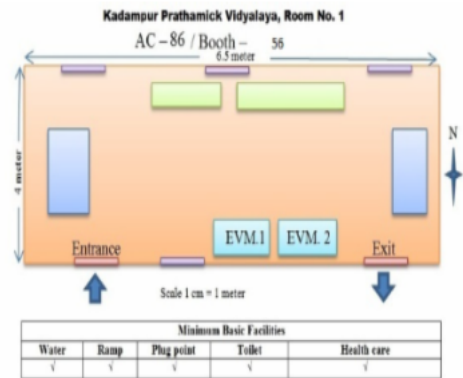 Kadampur Prathamick Vidyalaya, Room No. 1
AC – 86 / Booth – 56
6.5 meter
4 meter
N
EVM.1 EVM. 2
Entrance Exit
Scale 1 cm = 1 meter
Minimum Basic Facilities
Water Ramp Plug point Toilet Health care
√ √ √ √ √